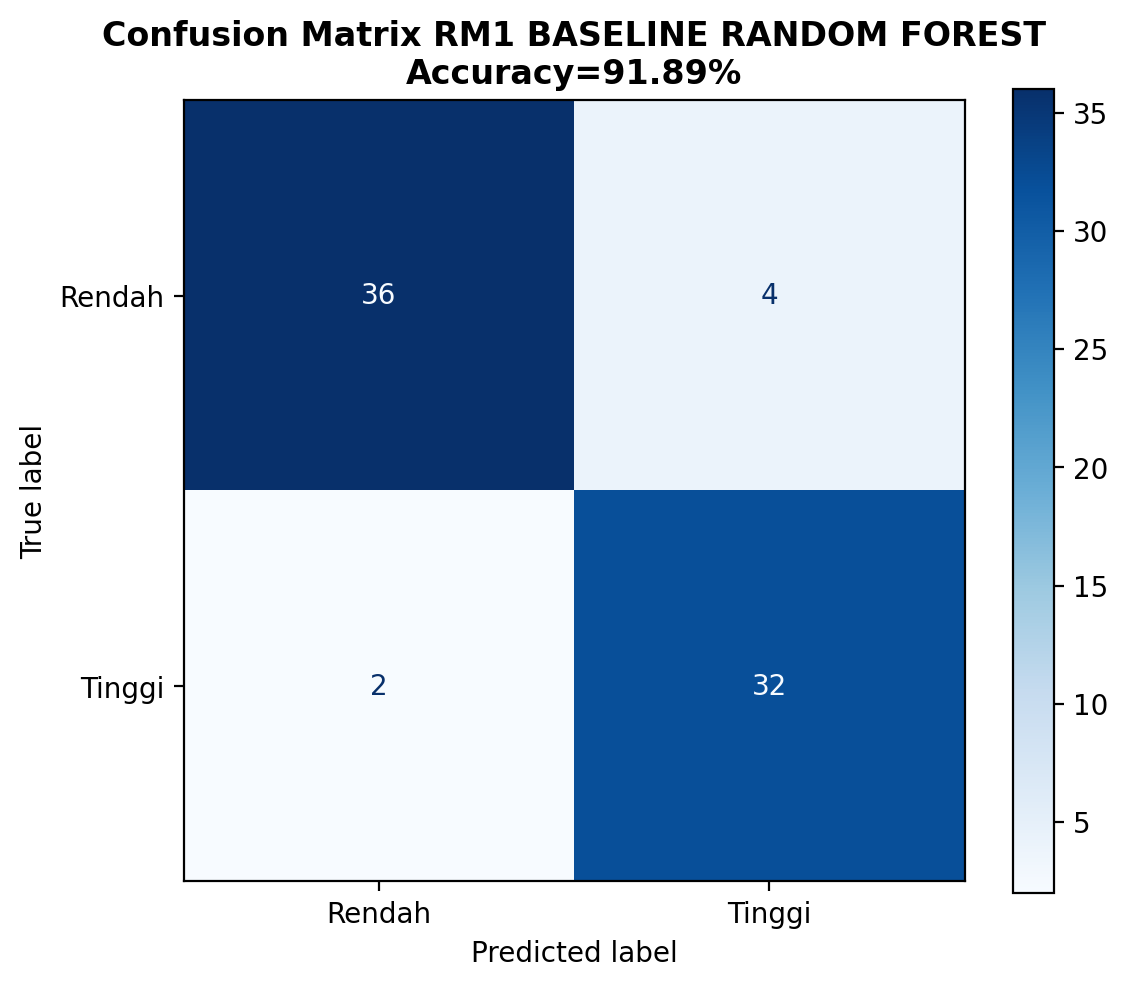 Confusion Matrix RM1 BASELINE RANDOM FOREST
Accuracy=91.89%
True label
Rendah
36
4
Tinggi
2
32
Rendah
Tinggi
Predicted label
35
30
25
20
15
10
5